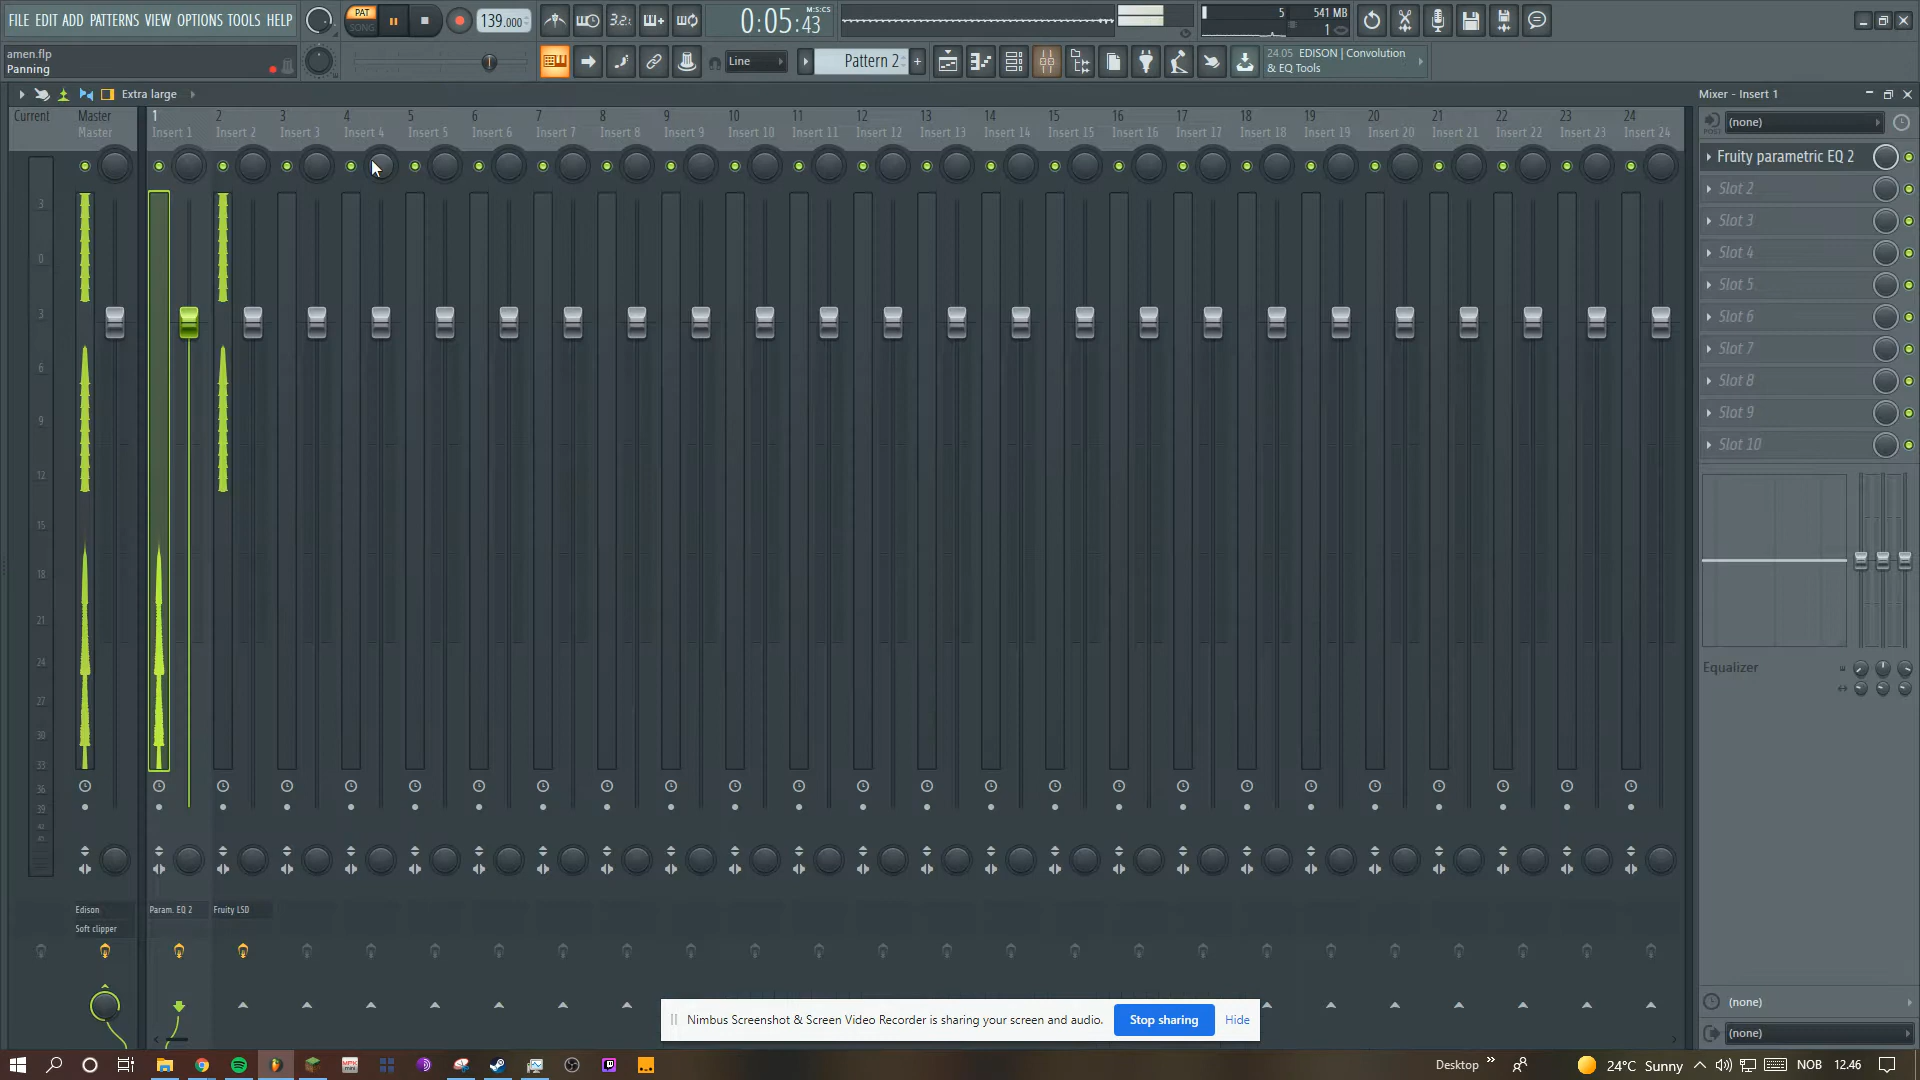 FILE EDIT ADD PATTERNS VIEW OPTIONS TOOLS HELP
PAT
SONG
139.000
3.2.
0:05:43
M:S:CS
5
541 MB
1
amen.flp
Panning
Line
Pattern 2
24.05 EDISON | Convolution
& EQ Tools
Extra large
Mixer - Insert 1
Current
Master
1 2 3 4 5 6 7 8 9 10 11 12 13 14 15 16 17 18 19 20 21 22 23 24
Master
Insert 1 Insert 2 Insert 3 Insert 4 Insert 5 Insert 6 Insert 7 Insert 8 Insert 9 Insert 10 Insert 11 Insert 12 Insert 13 Insert 14 Insert 15 Insert 16 Insert 17 Insert 18 Insert 19 Insert 20 Insert 21 Insert 22 Insert 23 Insert 24
3
0
3
6
9
12
15
18
21
24
27
30
33
36
39
POST
(none)
Fruity parametric EQ 2
Slot 2
Slot 3
Slot 4
Slot 5
Slot 6
Slot 7
Slot 8
Slot 9
Slot 10
Equalizer
(none)
(none)
Edison
Soft clipper
Param. EQ 2
Fruity LSD
Nimbus Screenshot & Screen Video Recorder is sharing your screen and audio.
Stop sharing
Hide
Desktop
24°C Sunny
NOB
12.46